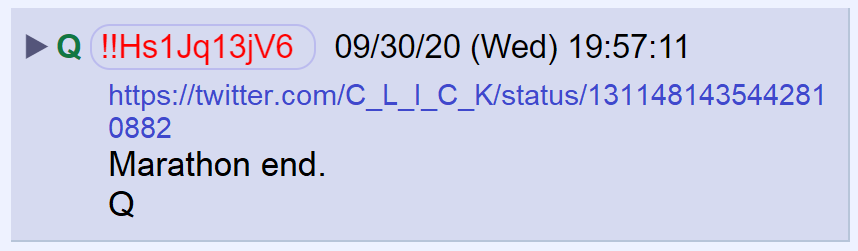 Q !!Hs1Jq13jV6 09/30/20 (Wed) 19:57:11
https://twitter.com/C_L_I_C_K/status/131148143544281
0882
Marathon end.
Q